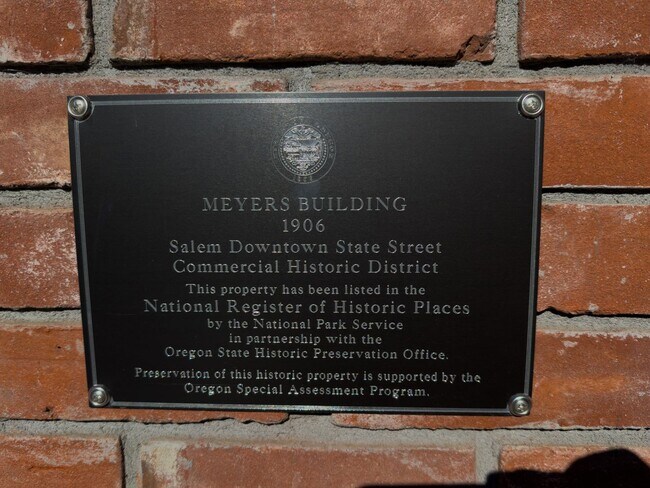 MEYERS BUILDING
1906
Salem Downtown State Street
Commercial Historic District
This property has been listed in the
National Register of Historic Places
by the National Park Service
in partnership with the
Oregon State Historic Preservation Office.
Preservation of this historic property is supported by the
Oregon Special Assessment Program.